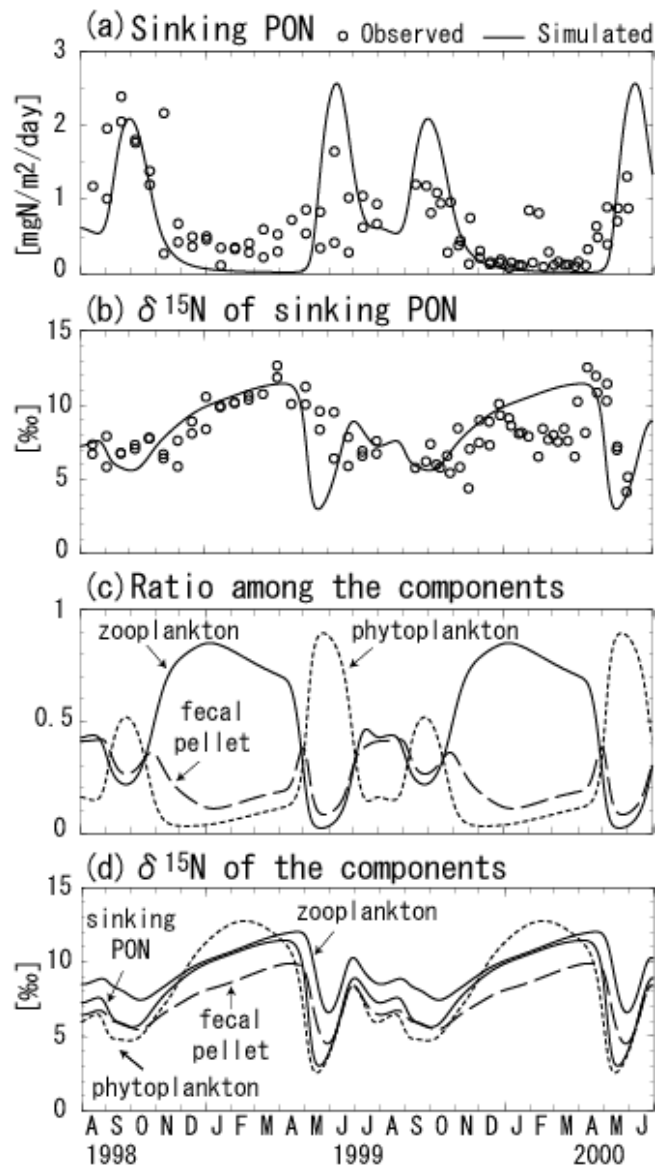 (a) Sinking PON ○ Observed — Simulated
3
2
1
0
[mgN/m2/day]
(b) δ 15N of sinking PON
15
10
5
0
[‰]
(c) Ratio among the components
1
0.5
0
zooplankton
phytoplankton
fecal
pellet
(d) δ 15N of the components
15
10
5
0
[‰]
sinking
PON
zooplankton
fecal
pellet
phytoplankton
A S O N D J F M A M J J A S O N D J F M A M J
1998 1999 2000